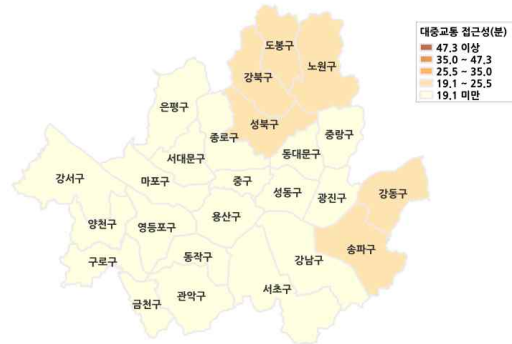 대중교통 접근성(분)
47.3 이상
35.0 ~ 47.3
25.5 ~ 35.0
19.1 ~ 25.5
19.1 미만
도봉구
노원구
강북구
은평구
성북구
종로구
중랑구
서대문구
동대문구
강서구
마포구
중구
성동구
광진구
강동구
양천구
영등포구
용산구
송파구
동작구
강남구
구로구
관악구
서초구
금천구